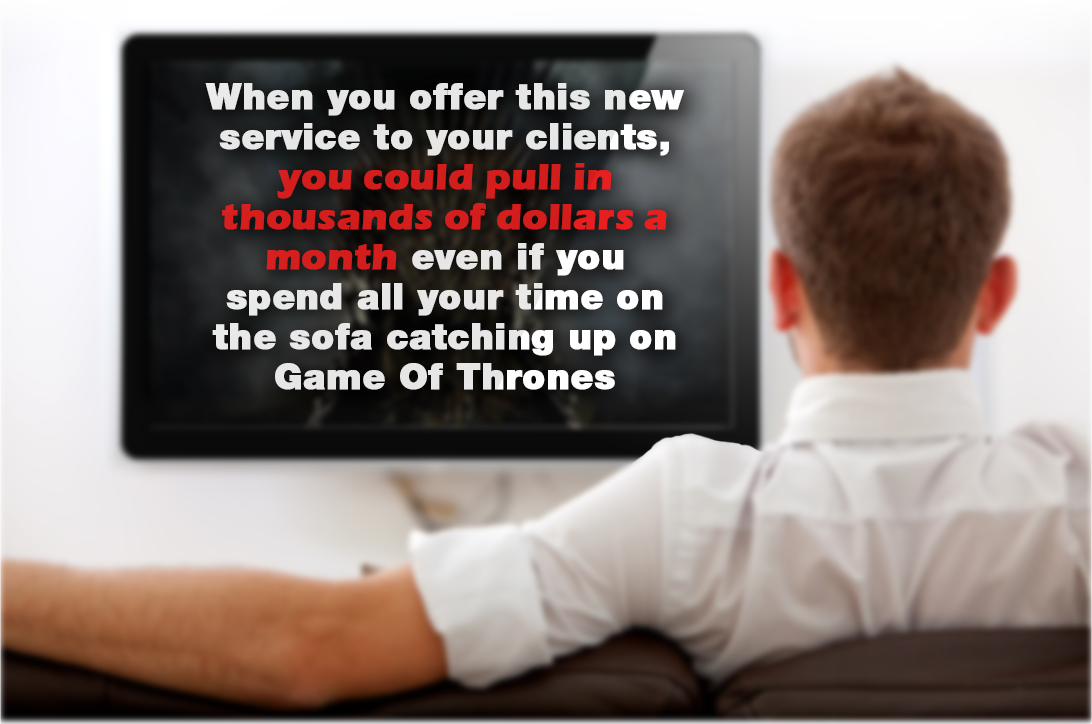 When you offer this new
service to your clients,
you could pull in
thousands of dollars a
month even if you
spend all your time on
the sofa catching up on
Game Of Thrones